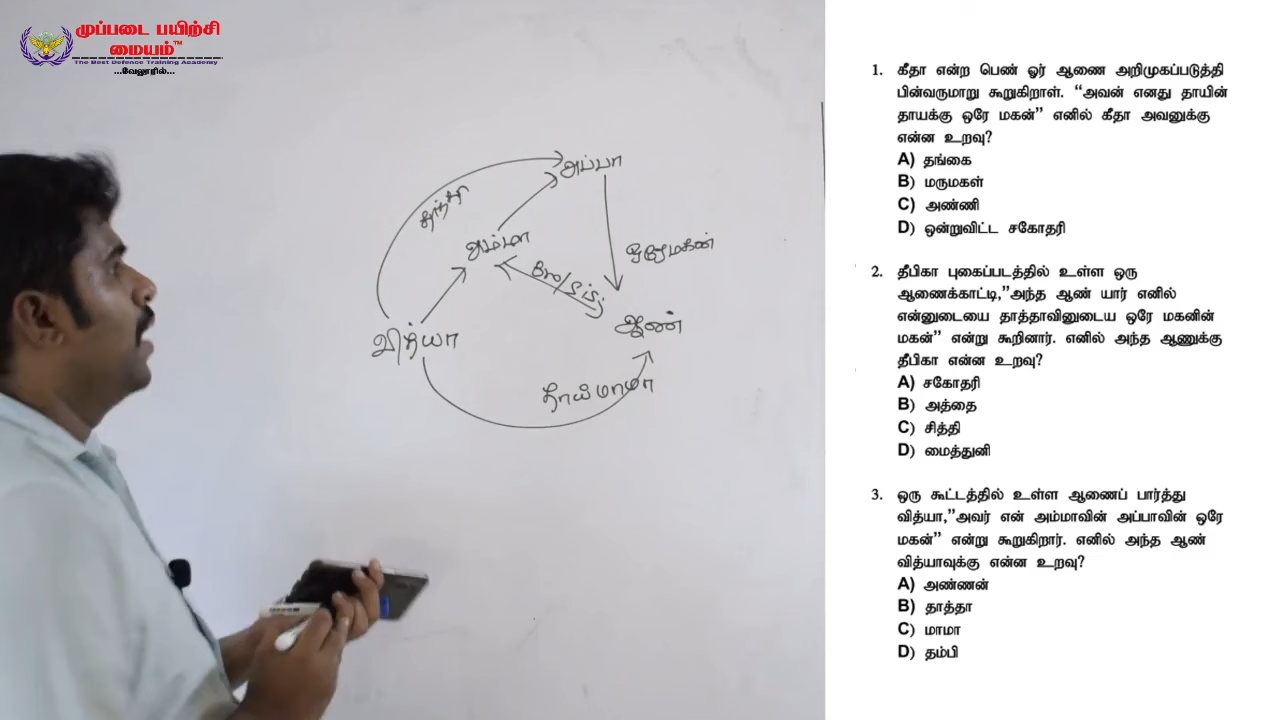 முப்படை பயிற்சி
மையம்™
The Best Defence Training Academy
...வேலூரில்...
அப்பா
அம்மா
ஒரேமகன்
வித்யா
ஆண்
தாய்மாமா
1. கீதா என்ற பெண் ஓர் ஆணை அறிமுகப்படுத்தி
பின்வருமாறு கூறுகிறாள். “அவன் எனது தாயின்
தாயக்கு ஒரே மகன்” எனில் கீதா அவனுக்கு
என்ன உறவு?
A) தங்கை
B) மருமகள்
C) அண்ணி
D) ஒன்றுவிட்ட சகோதரி
2. தீபிகா புகைப்படத்தில் உள்ள ஒரு
ஆணைக்காட்டி,”அந்த ஆண் யார் எனில்
என்னுடையை தாத்தாவினுடைய ஒரே மகனின்
மகன்” என்று கூறினார். எனில் அந்த ஆணுக்கு
தீபிகா என்ன உறவு?
A) சகோதரி
B) அத்தை
C) சித்தி
D) மைத்துனி
3. ஒரு கூட்டத்தில் உள்ள ஆணைப் பார்த்து
வித்யா,”அவர் என் அம்மாவின் அப்பாவின் ஒரே
மகன்” என்று கூறுகிறார். எனில் அந்த ஆண்
வித்யாவுக்கு என்ன உறவு?
A) அண்ணன்
B) தாத்தா
C) மாமா
D) தம்பி